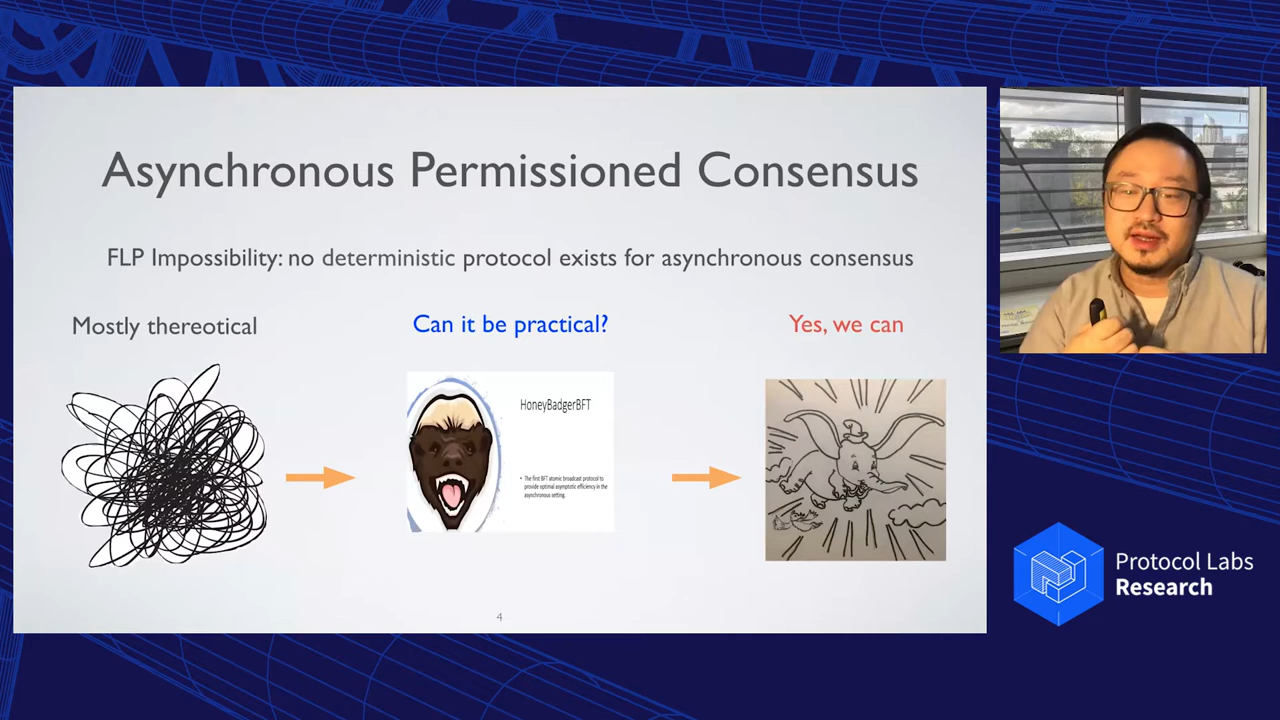 Asynchronous Permissioned Consensus
FLP Impossibility: no deterministic protocol exists for asynchronous consensus
Mostly thereotical
Can it be practical?
Yes, we can
HoneyBadgerBFT
• The first BFT atomic broadcast protocol to
provide optimal asymptotic efficiency in the
asynchronous setting.
4
Protocol Labs
Research